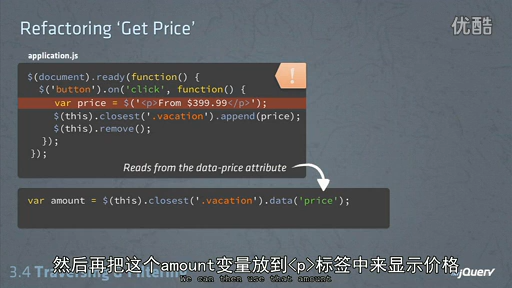 Refactoring ‘Get Price’
优酷
application.js
$(document).ready(function() {
$('button').on('click', function() {
var price = $('<p>From $399.99</p>');
$(this).closest('.vacation').append(price);
$(this).remove();
});
});
!
Reads from the data-price attribute
var amount = $(this).closest('.vacation').data('price');
然后再把这个amount变量放到<p>标签中来显示价格
We can then use that amount
3.4 Traversing & Filtering
jQuery